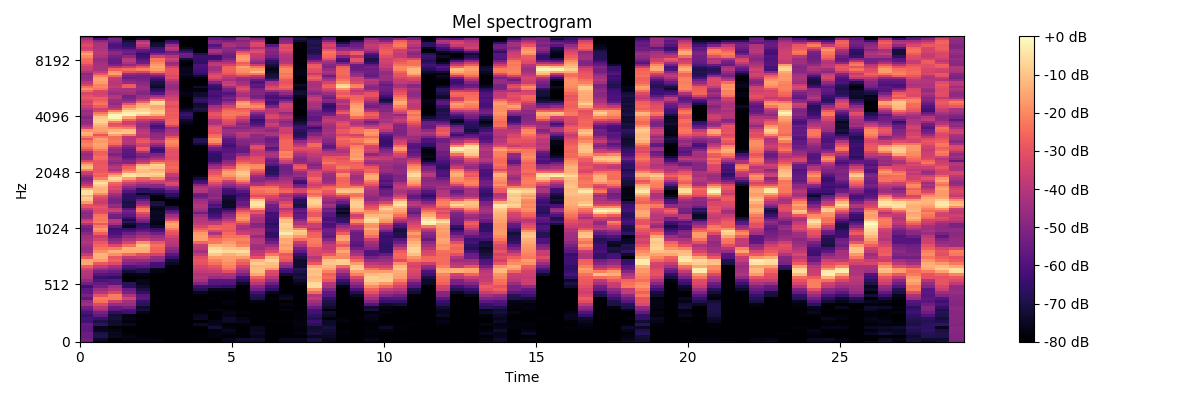 Mel spectrogram
+0 dB
8192
-10 dB
4096
-20 dB
-30 dB
2048
Hz
-40 dB
1024
-50 dB
-60 dB
512
-70 dB
0
-80 dB
0 5 10 15 20 25
Time